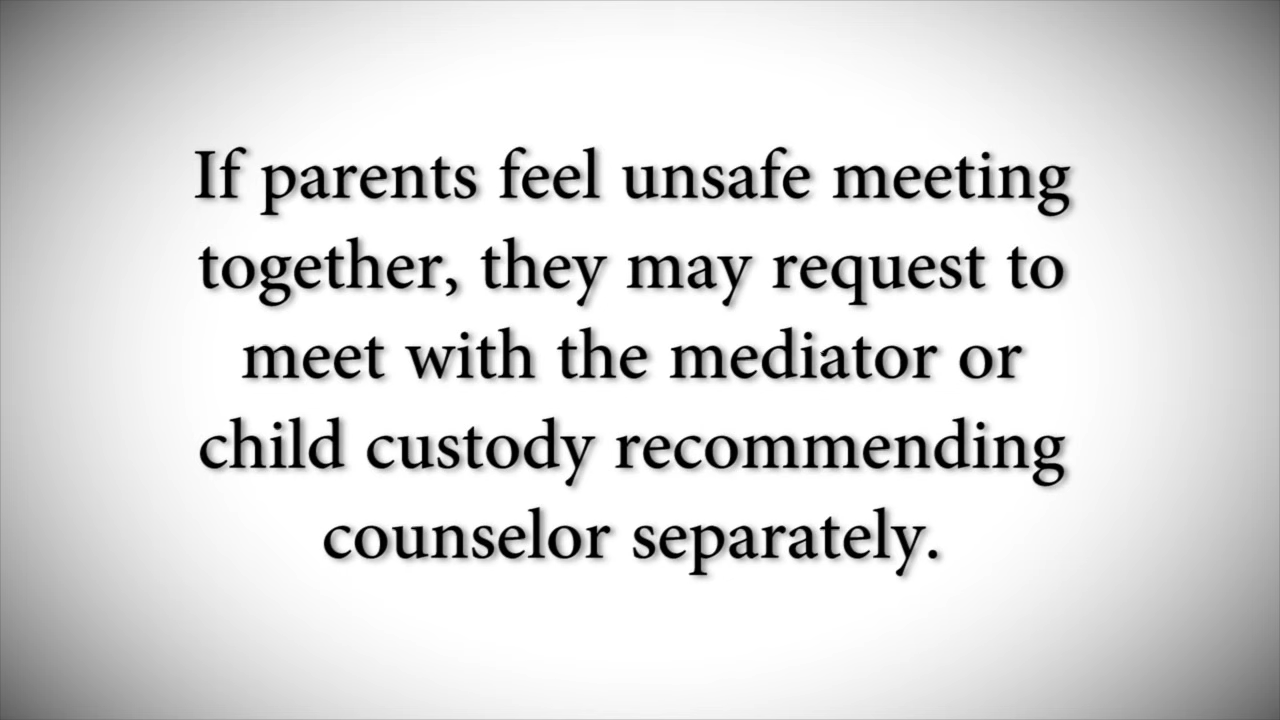 If parents feel unsafe meeting
together, they may request to
meet with the mediator or
child custody recommending
counselor separately.